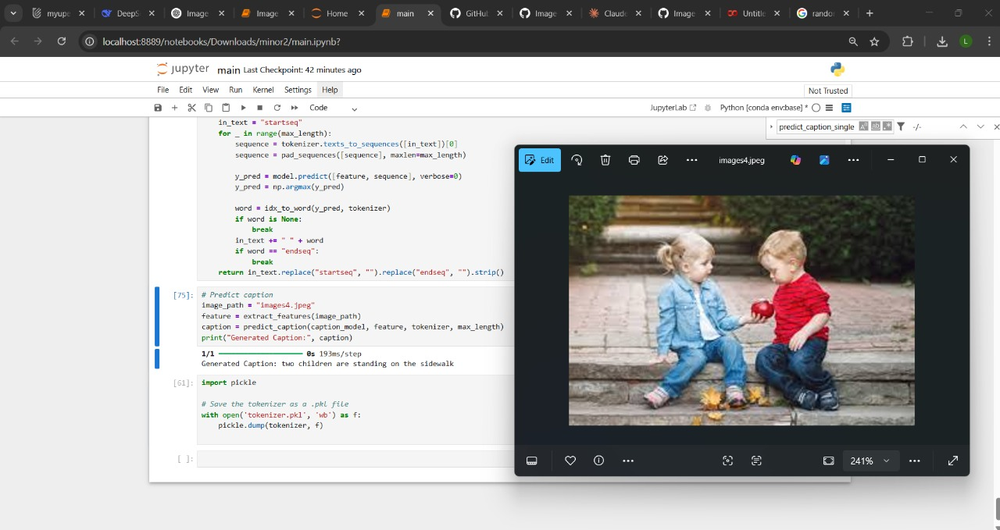 myupe
DeepS
Image
Image
Home
main
GitHub
Image
Claude
Image
Untitle
rando
localhost:8889/notebooks/Downloads/minor2/main.ipynb?
L
jupyter main Last Checkpoint: 42 minutes ago
File Edit View Run Kernel Settings Help
Not Trusted
Code
JupyterLab
Python [conda env:base] *
predict_caption_single
-/-
in_text = "startseq"
for _ in range(max_length):
sequence = tokenizer.texts_to_sequences([in_text])[0]
sequence = pad_sequences([sequence], maxlen=max_length)
y_pred = model.predict([feature, sequence], verbose=0)
y_pred = np.argmax(y_pred)
word = idx_to_word(y_pred, tokenizer)
if word is None:
break
in_text += " " + word
if word == "endseq":
break
return in_text.replace("startseq", "").replace("endseq", "").strip()
[75]:
# Predict caption
image_path = "images4.jpeg"
feature = extract_features(image_path)
caption = predict_caption(caption_model, feature, tokenizer, max_length)
print("Generated Caption:", caption)
1/1 0s 193ms/step
Generated Caption: two children are standing on the sidewalk
[61]:
import pickle
# Save the tokenizer as a .pkl file
with open('tokenizer.pkl', 'wb') as f:
pickle.dump(tokenizer, f)
[ ]:
Edit
images4.jpeg
241%